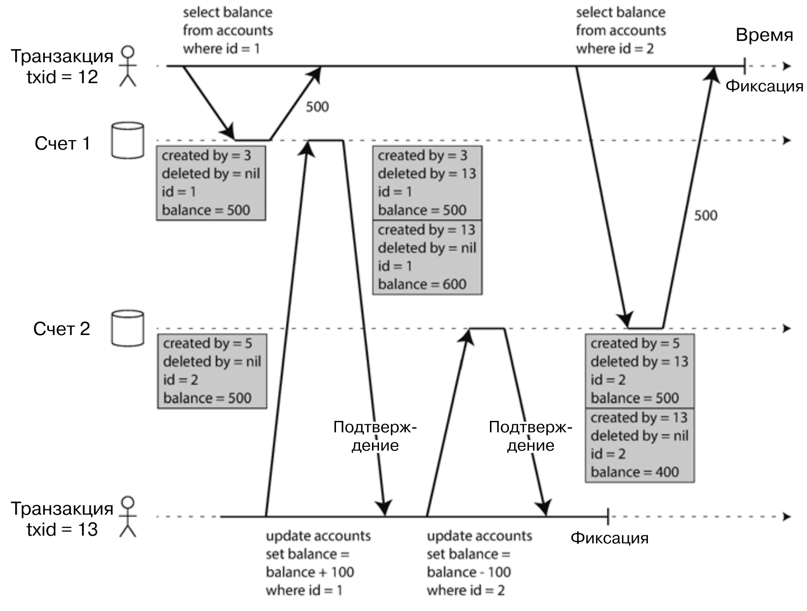 select balance
from accounts
where id = 1
select balance
from accounts
where id = 2
Время
Транзакция
txid = 12
Фиксация
500
Счет 1
created by = 3
deleted by = nil
id = 1
balance = 500
created by = 3
deleted by = 13
id = 1
balance = 500
created by = 13
deleted by = nil
id = 1
balance = 600
500
Счет 2
created by = 5
deleted by = nil
id = 2
balance = 500
created by = 5
deleted by = 13
id = 2
balance = 500
created by = 13
deleted by = nil
id = 2
balance = 400
Подтверж-
дение
Подтверж-
дение
Транзакция
txid = 13
update accounts
set balance =
balance + 100
where id = 1
update accounts
set balance =
balance - 100
where id = 2
Фиксация